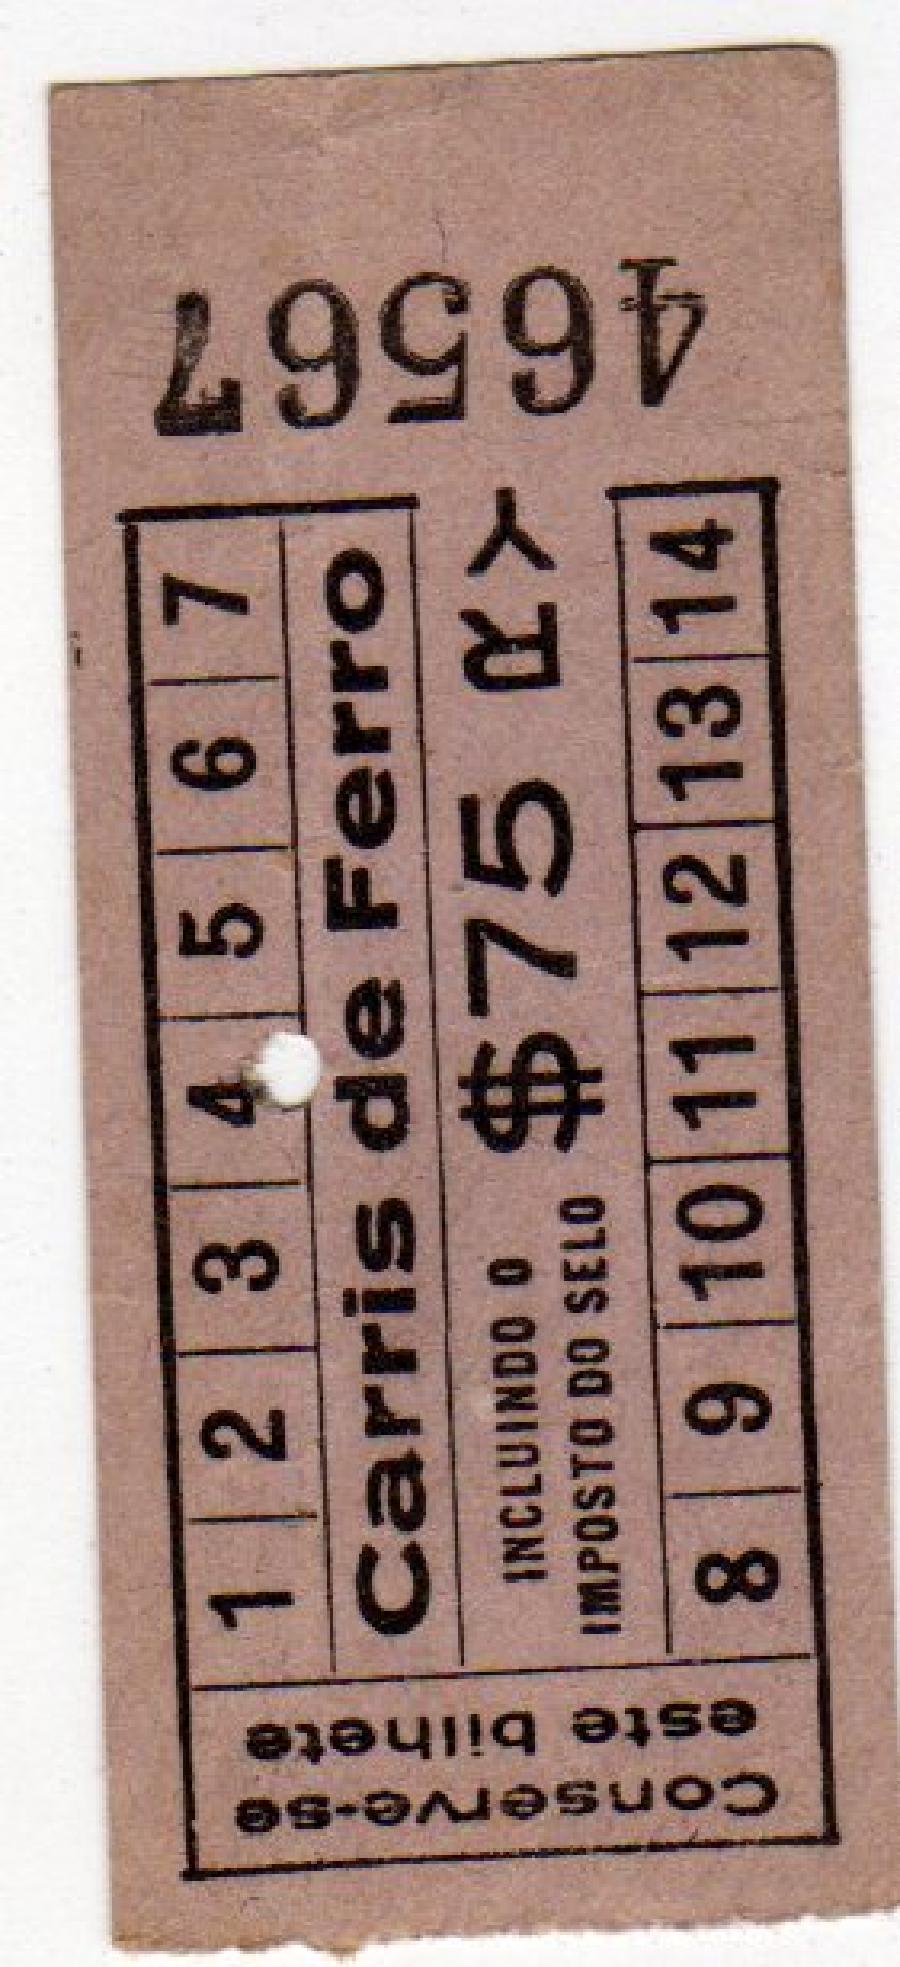 46567
1 2 3 4 5 6 7
Carris de Ferro
INCLUINDO O
IMPOSTO DO SELO
$75
R
Y
8 9 10 11 12 13 14
Conserve-se
este bilhete